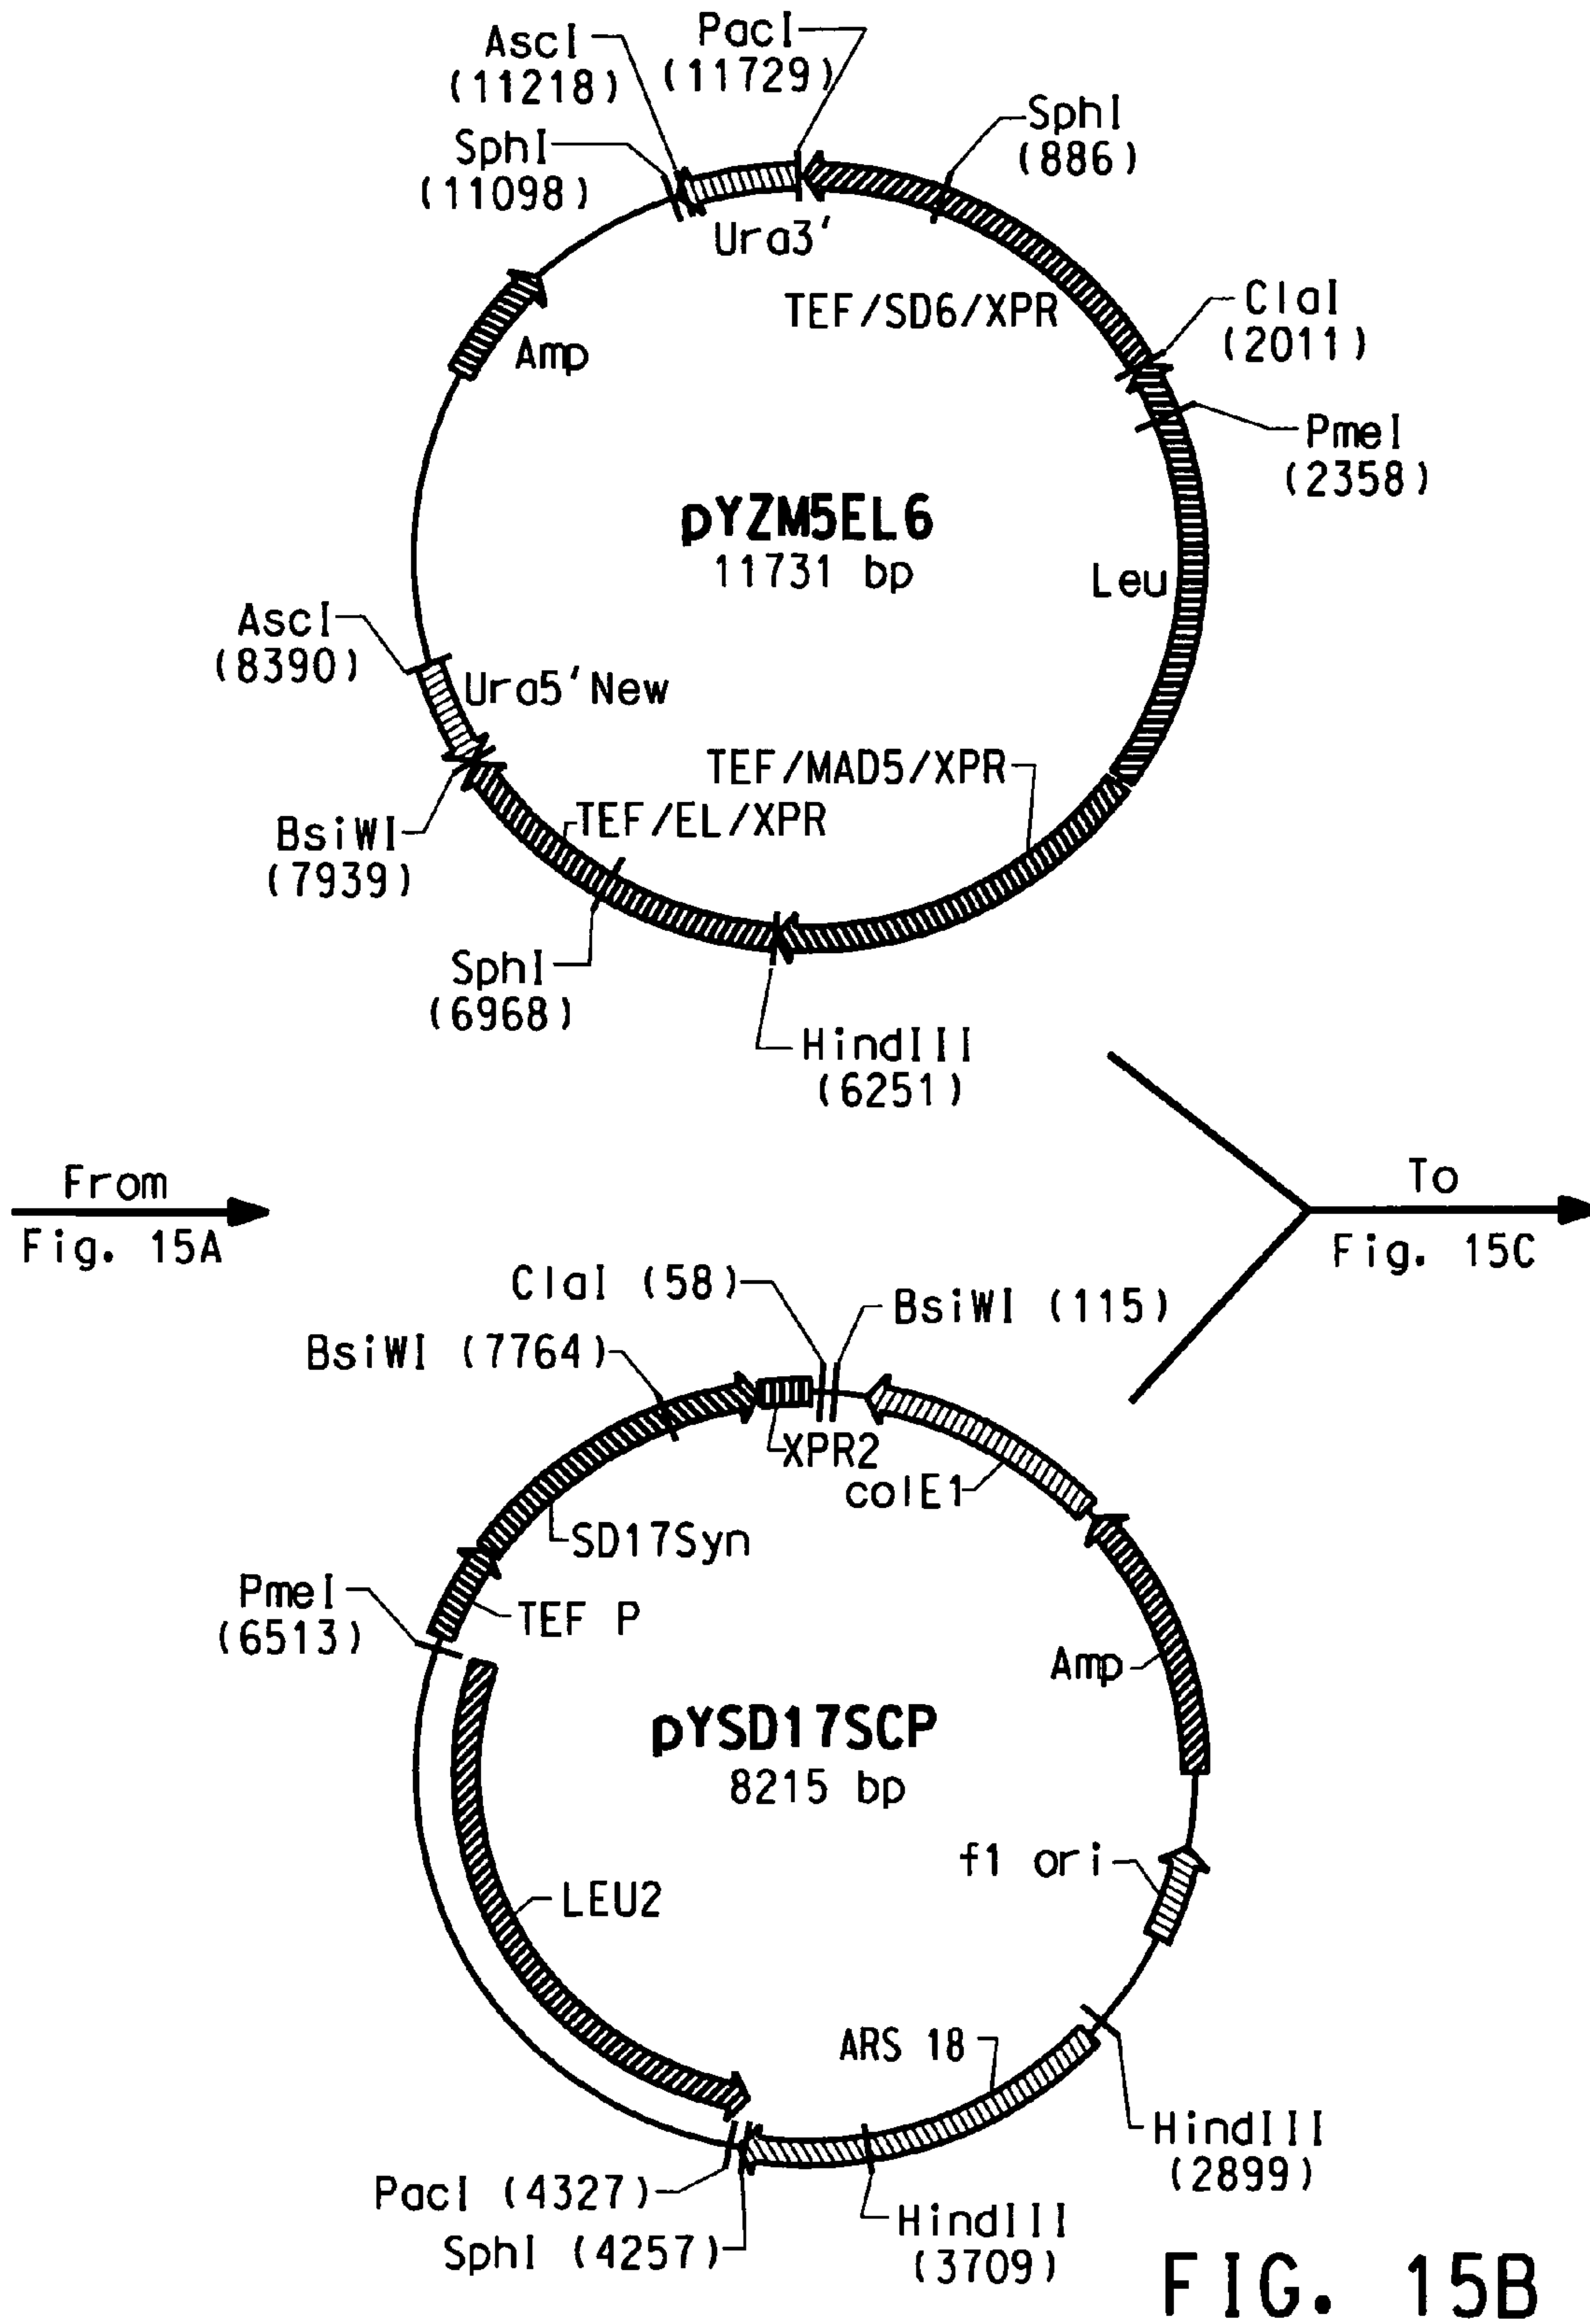 AscI
(11218)
PacI
(11729)
SphI
(11098)
SphI
(886)
Ura3'
TEF/SD6/XPR
ClaI
(2011)
Amp
PmeI
(2358)
pYZM5EL6
11731 bp
Leu
AscI
(8390)
Ura5'New
TEF/MAD5/XPR
TEF/EL/XPR
BsiWI
(7939)
SphI
(6968)
HindIII
(6251)
From
Fig. 15A
To
Fig. 15C
ClaI (58)
BsiWI (115)
BsiWI (7764)
XPR2
colE1
SD17Syn
PmeI
(6513)
TEF P
Amp
pYSD17SCP
8215 bp
f1 ori
LEU2
ARS 18
HindIII
(2899)
PacI (4327)
SphI (4257)
HindIII
(3709)
FIG. 15B